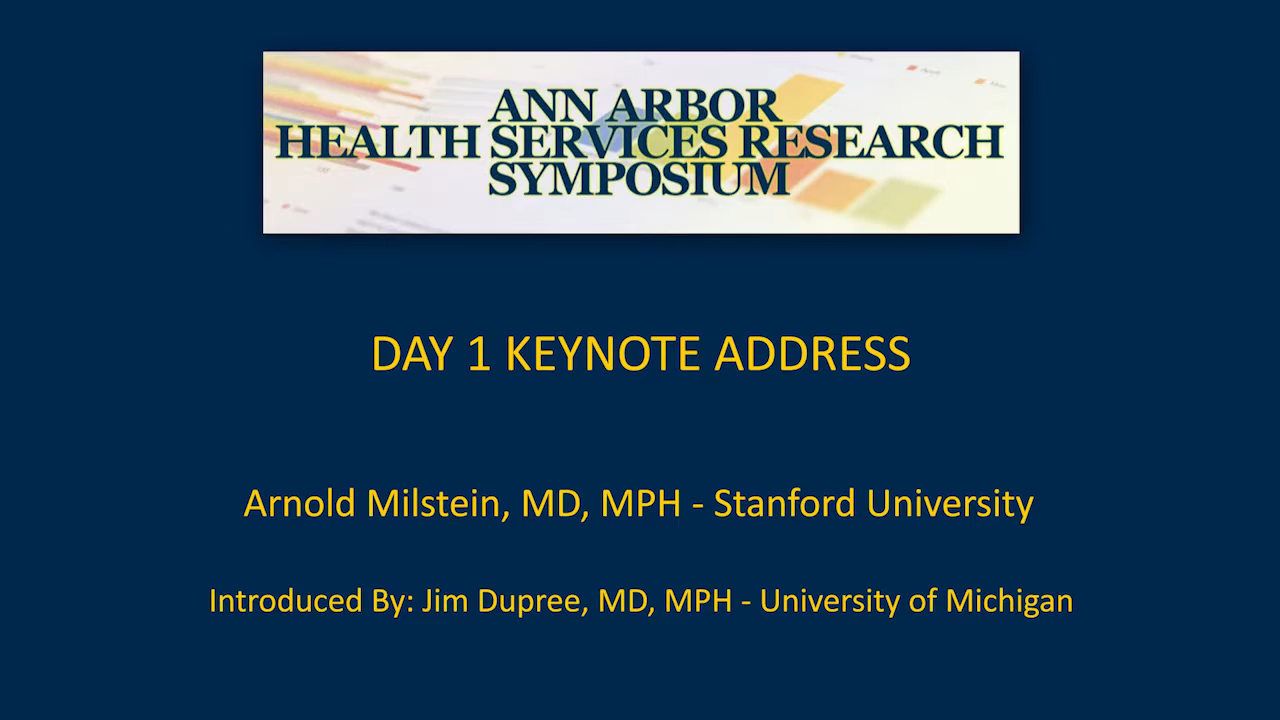 ANN ARBOR
HEALTH SERVICES RESEARCH
SYMPOSIUM
DAY 1 KEYNOTE ADDRESS
Arnold Milstein, MD, MPH - Stanford University
Introduced By: Jim Dupree, MD, MPH - University of Michigan